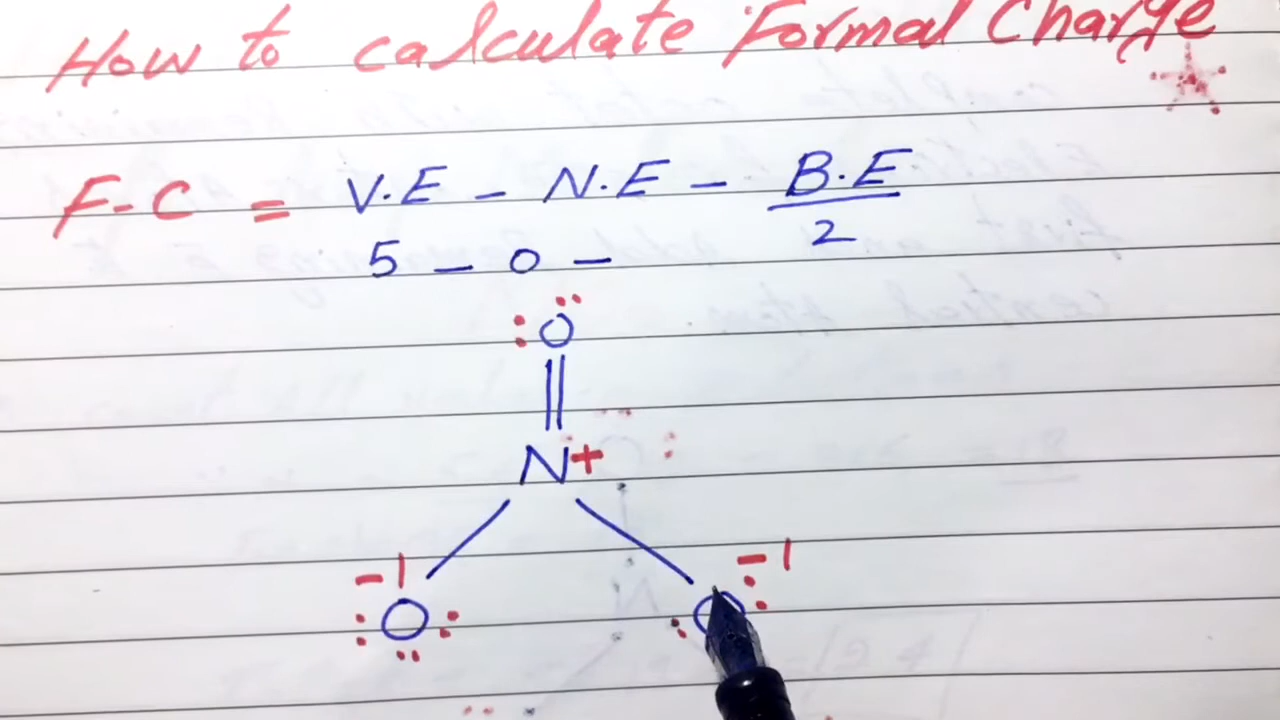 How to calculate Formal Charge
F-C = V.E - N.E - B.E
2
5 - 0 -
O
N+
-1 -1
O O